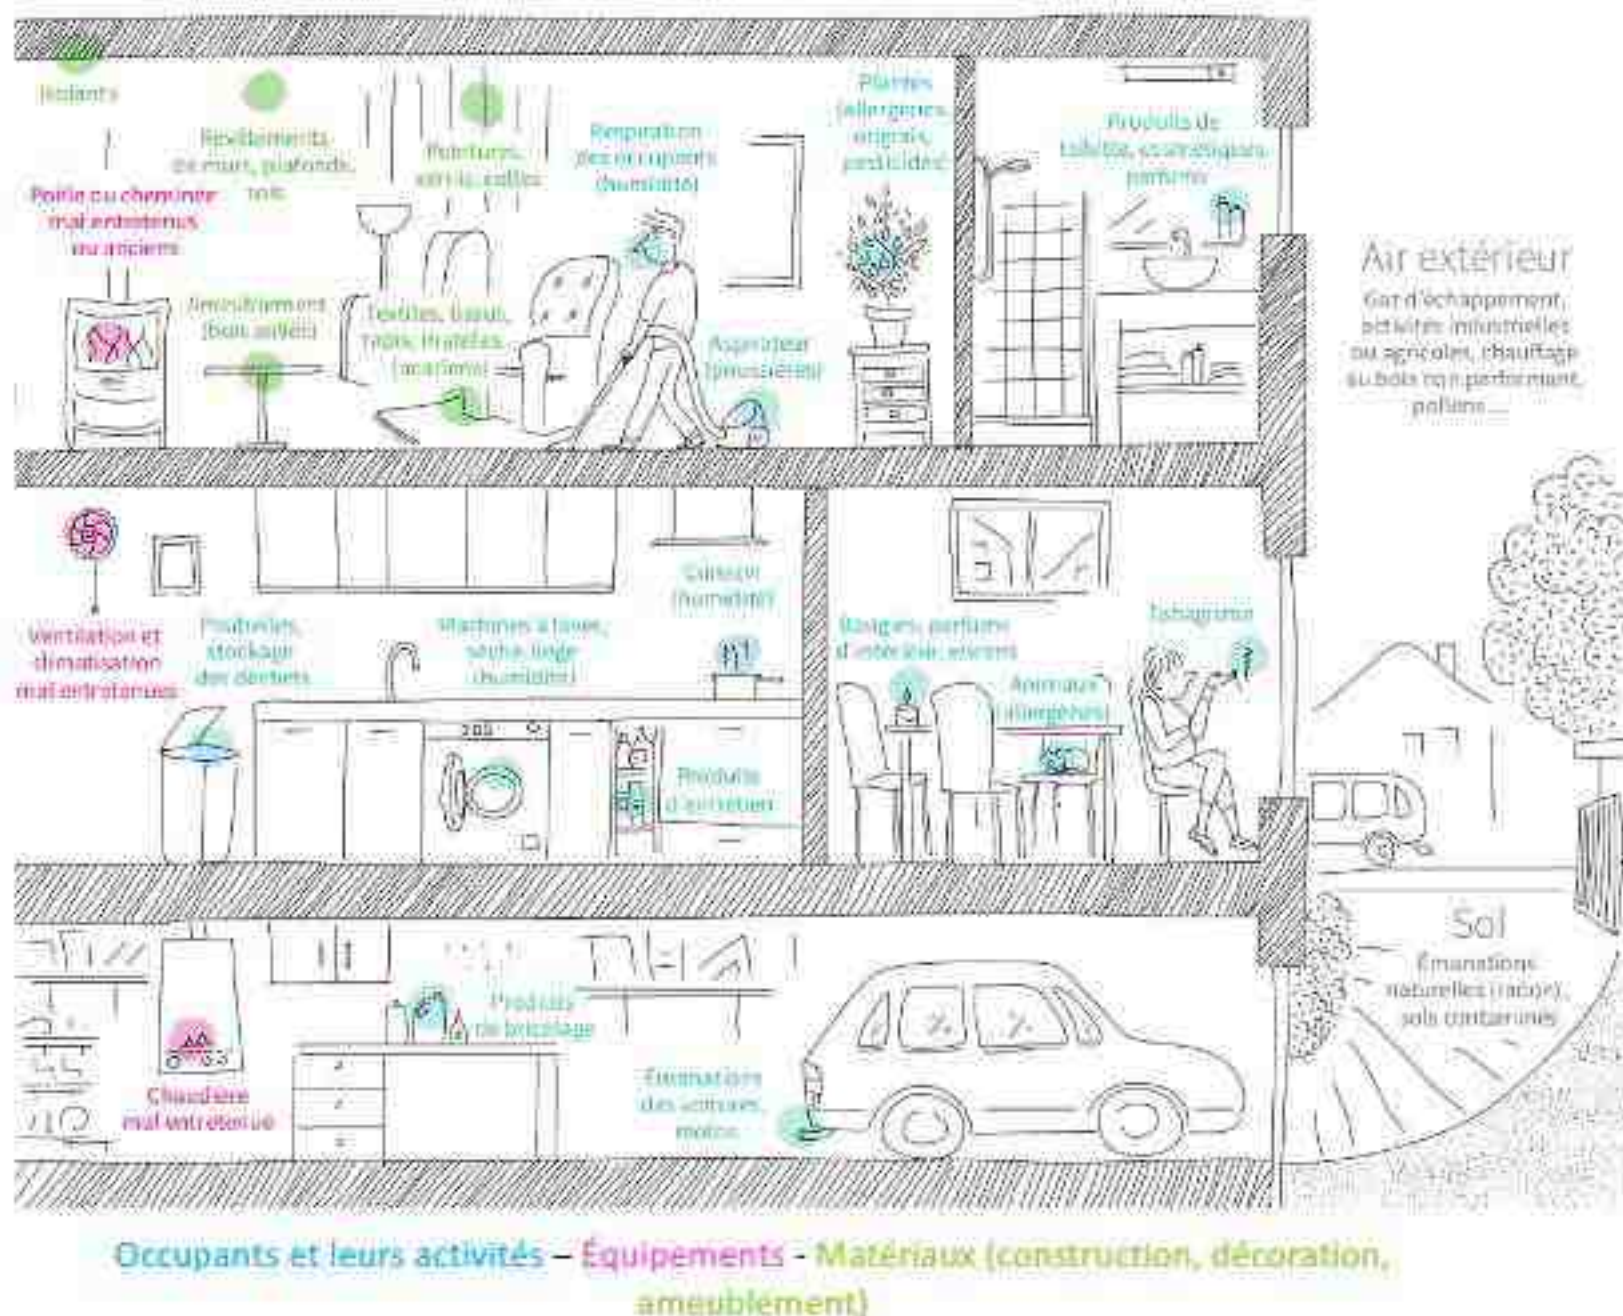 Isolants
Revêtements
de murs, plafonds,
sols
Peintures,
vernis, colles
Respiration
des occupants
(humidité)
Plantes
(allergènes,
engrais,
pesticides)
Produits de
toilette, cosmétiques,
parfums
Poêle ou cheminée
mal entretenus
ou anciens
Ameublement
(bois collés)
Textiles, tissus,
tapis, matelas,
(acariens)
Aspirateur
(poussières)
Air extérieur
Gaz d'échappement,
activités industrielles
ou agricoles, chauffage
au bois non performant,
pollens...
Ventilation et
climatisation
mal entretenues
Poubelles,
stockage
des déchets
Machines à laver,
sèche-linge
(humidité)
Cuisson
(humidité)
Produits
d'entretien
Bougies, parfums
d'intérieur, encens
Animaux
(allergènes)
Tabagisme
Chaudière
mal entretenue
Produits
de bricolage
Émanations
des voitures,
motos
Sol
Émanations
naturelles (radon),
sols contaminés
Occupants et leurs activités – Équipements - Matériaux (construction, décoration,
ameublement)